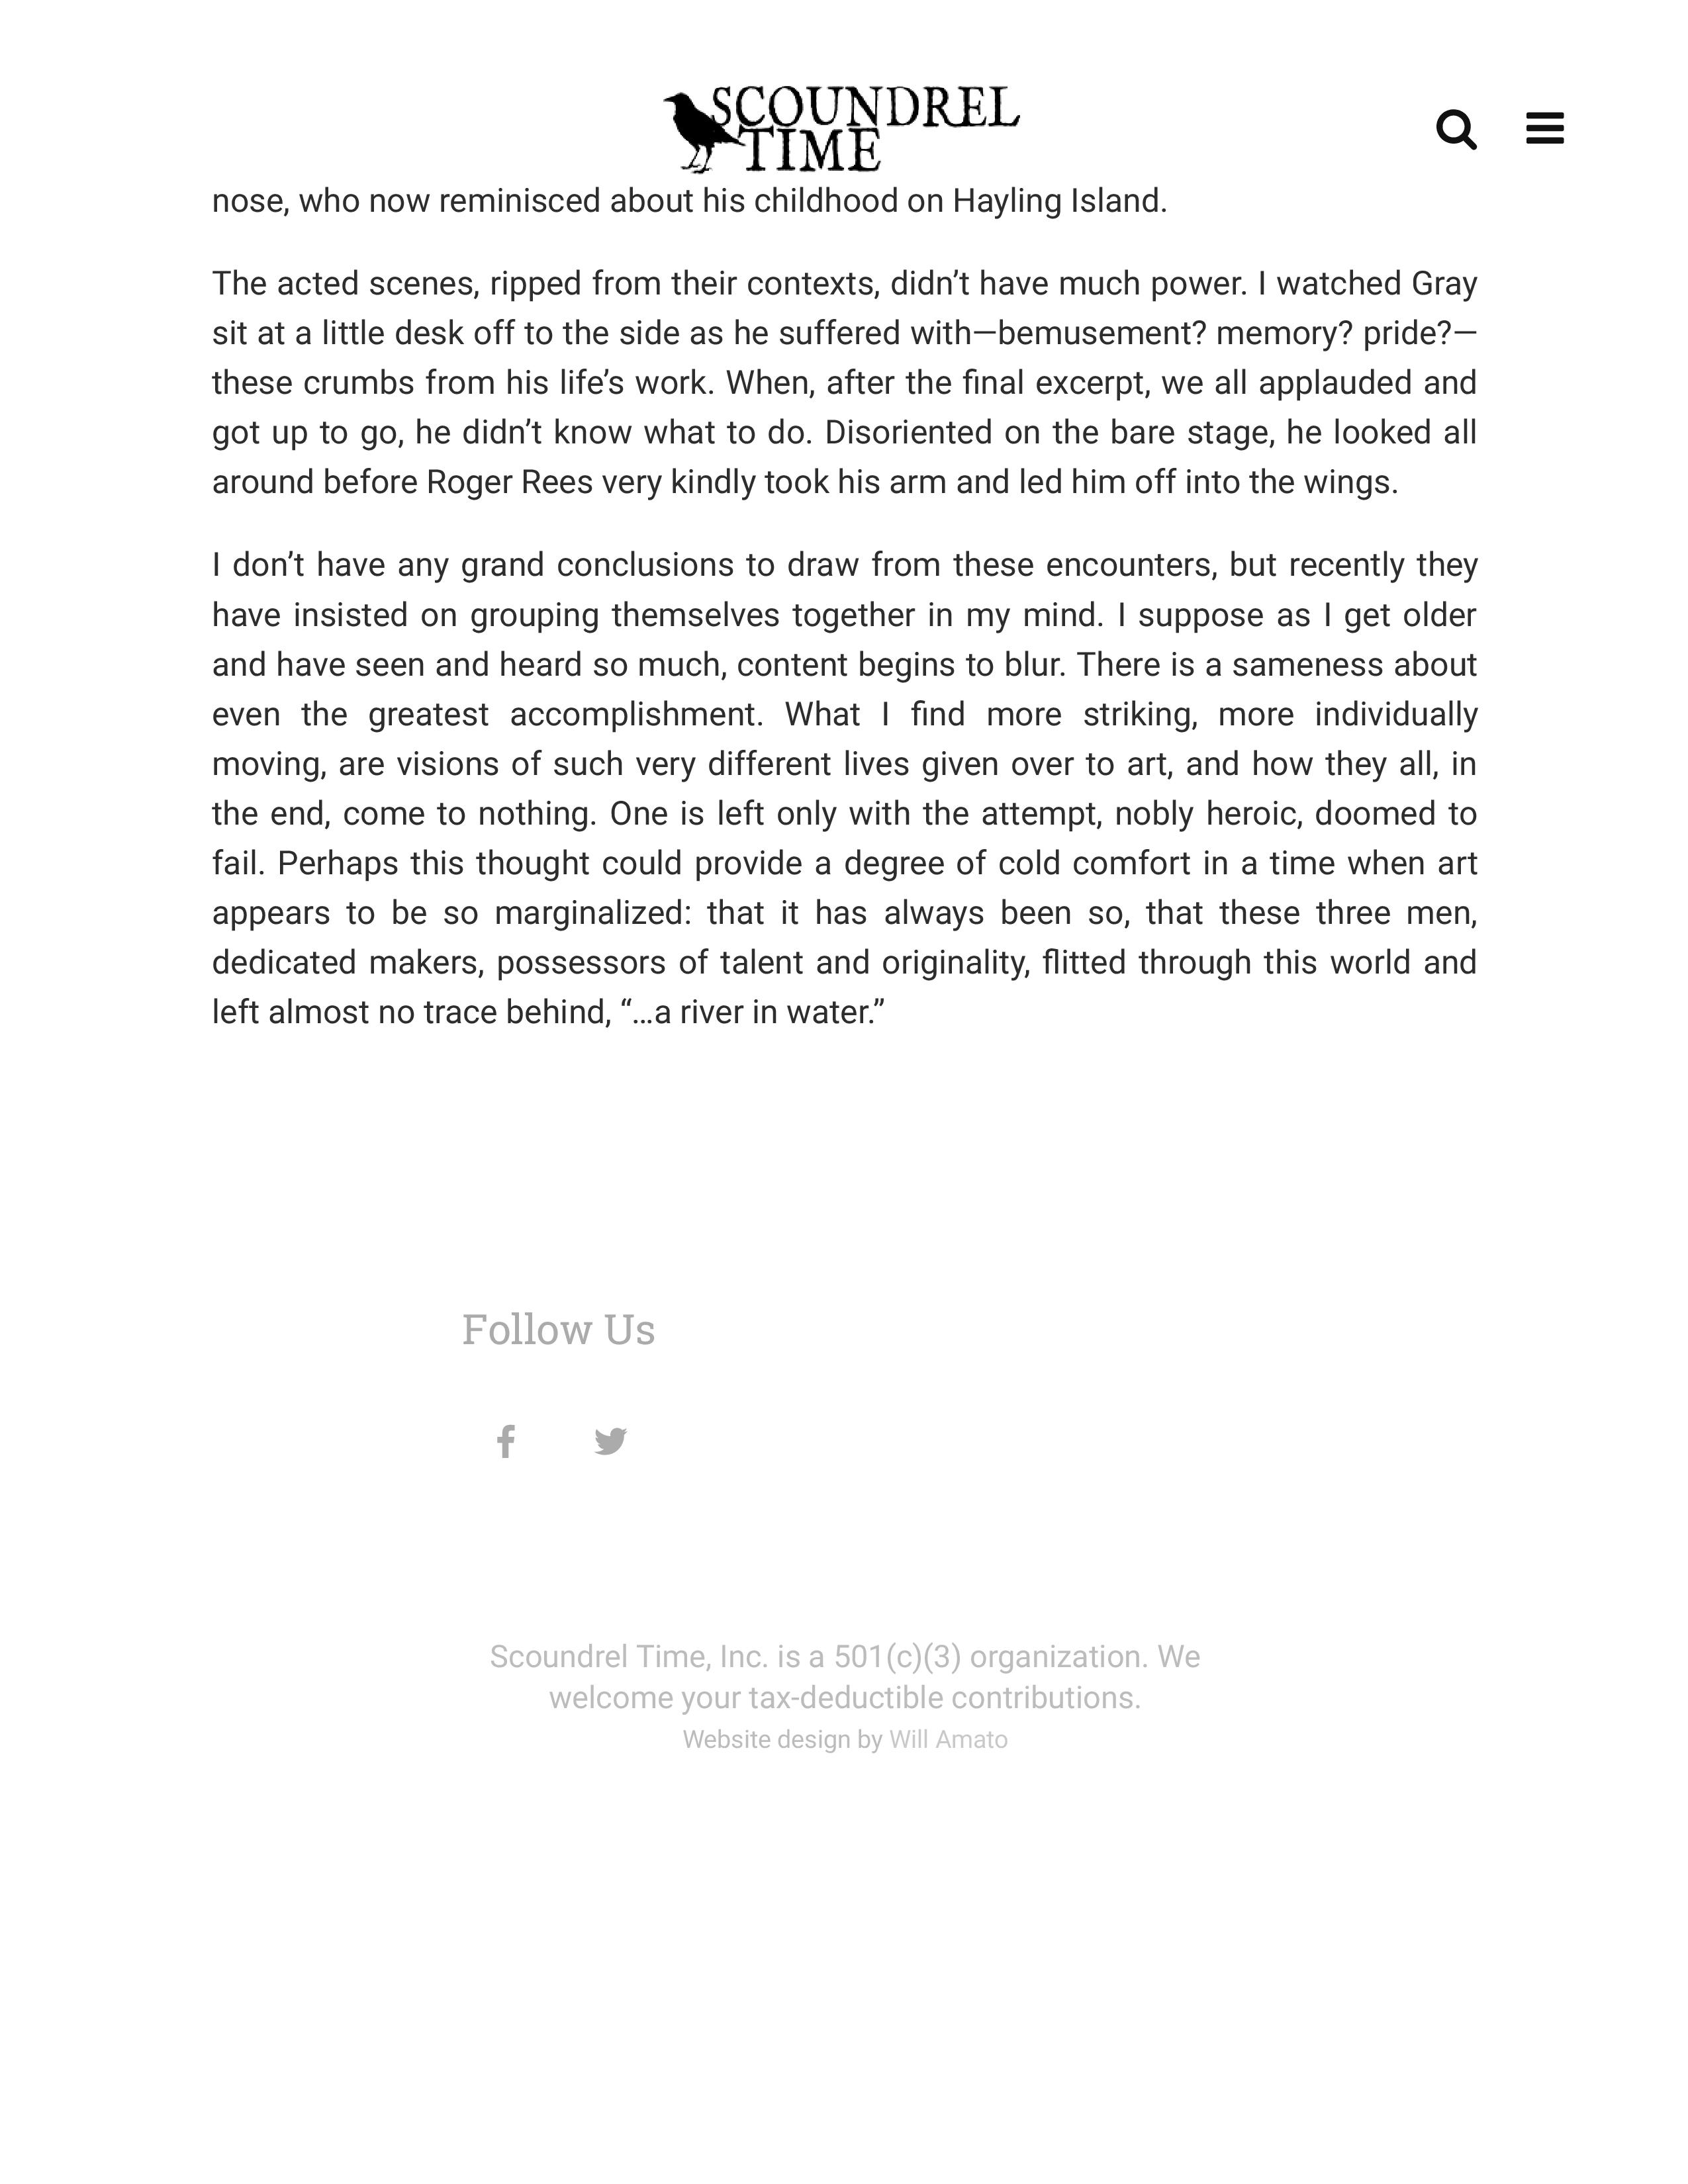 SCOUNDREL
TIME
nose, who now reminisced about his childhood on Hayling Island.
The acted scenes, ripped from their contexts, didn’t have much power. I watched Gray
sit at a little desk off to the side as he suffered with—bemusement? memory? pride?—
these crumbs from his life’s work. When, after the final excerpt, we all applauded and
got up to go, he didn’t know what to do. Disoriented on the bare stage, he looked all
around before Roger Rees very kindly took his arm and led him off into the wings.
I don’t have any grand conclusions to draw from these encounters, but recently they
have insisted on grouping themselves together in my mind. I suppose as I get older
and have seen and heard so much, content begins to blur. There is a sameness about
even the greatest accomplishment. What I find more striking, more individually
moving, are visions of such very different lives given over to art, and how they all, in
the end, come to nothing. One is left only with the attempt, nobly heroic, doomed to
fail. Perhaps this thought could provide a degree of cold comfort in a time when art
appears to be so marginalized: that it has always been so, that these three men,
dedicated makers, possessors of talent and originality, flitted through this world and
left almost no trace behind, “…a river in water.”
Follow Us
Scoundrel Time, Inc. is a 501(c)(3) organization. We
welcome your tax-deductible contributions.
Website design by Will Amato